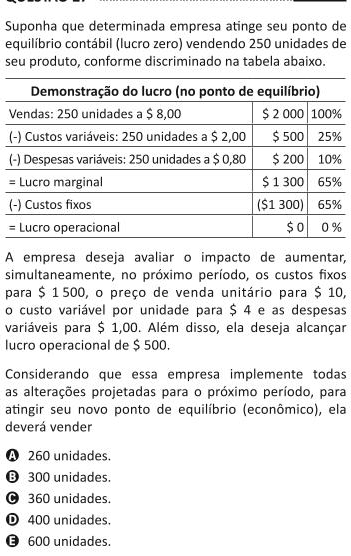 Suponha que determinada empresa atinge seu ponto de
equilíbrio contábil (lucro zero) vendendo 250 unidades de
seu produto, conforme discriminado na tabela abaixo.
Demonstração do lucro (no ponto de equilíbrio)
Vendas: 250 unidades a $ 8,00 $ 2 000 100%
(-) Custos variáveis: 250 unidades a $ 2,00 $ 500 25%
(-) Despesas variáveis: 250 unidades a $ 0,80 $ 200 10%
= Lucro marginal $ 1 300 65%
(-) Custos fixos ($1 300) 65%
= Lucro operacional $ 0 0 %
A empresa deseja avaliar o impacto de aumentar,
simultaneamente, no próximo período, os custos fixos
para $ 1 500, o preço de venda unitário para $ 10,
o custo variável por unidade para $ 4 e as despesas
variáveis para $ 1,00. Além disso, ela deseja alcançar
lucro operacional de $ 500.
Considerando que essa empresa implemente todas
as alterações projetadas para o próximo período, para
atingir seu novo ponto de equilíbrio (econômico), ela
deverá vender
A 260 unidades.
B 300 unidades.
C 360 unidades.
D 400 unidades.
E 600 unidades.